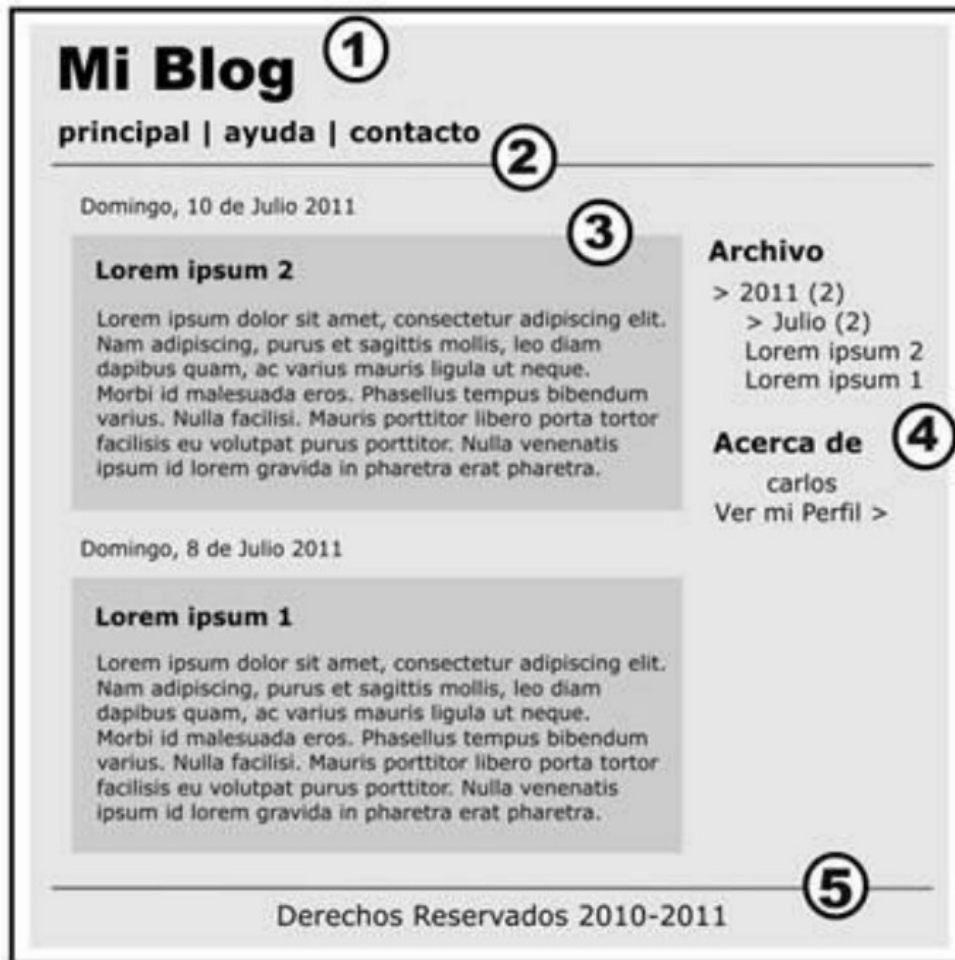 Mi Blog 1
principal | ayuda | contacto
2
Domingo, 10 de Julio 2011
3
Lorem ipsum 2
Lorem ipsum dolor sit amet, consectetur adipiscing elit.
Nam adipiscing, purus et sagittis mollis, leo diam
dapibus quam, ac varius mauris ligula ut neque.
Morbi id malesuada eros. Phasellus tempus bibendum
varius. Nulla facilisi. Mauris porttitor libero porta tortor
facilisis eu volutpat purus porttitor. Nulla venenatis
ipsum id lorem gravida in pharetra erat pharetra.
Domingo, 8 de Julio 2011
Lorem ipsum 1
Lorem ipsum dolor sit amet, consectetur adipiscing elit.
Nam adipiscing, purus et sagittis mollis, leo diam
dapibus quam, ac varius mauris ligula ut neque.
Morbi id malesuada eros. Phasellus tempus bibendum
varius. Nulla facilisi. Mauris porttitor libero porta tortor
facilisis eu volutpat purus porttitor. Nulla venenatis
ipsum id lorem gravida in pharetra erat pharetra.
Archivo
> 2011 (2)
> Julio (2)
Lorem ipsum 2
Lorem ipsum 1
Acerca de 4
carlos
Ver mi Perfil >
5
Derechos Reservados 2010-2011